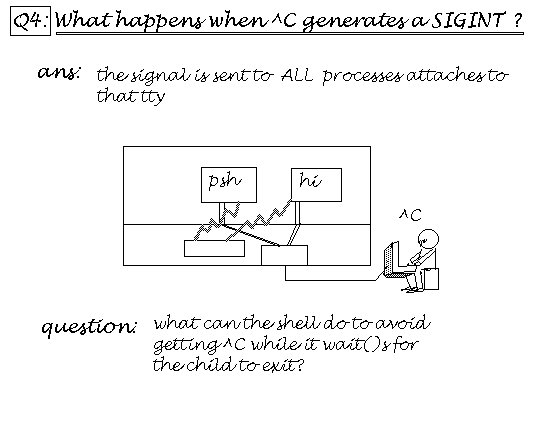 Q4: What happens when ^C generates a SIGINT ?
ans: the signal is sent to ALL processes attaches to
that tty
psh
hi
^C
question: what can the shell do to avoid
getting ^C while it wait()s for
the child to exit?